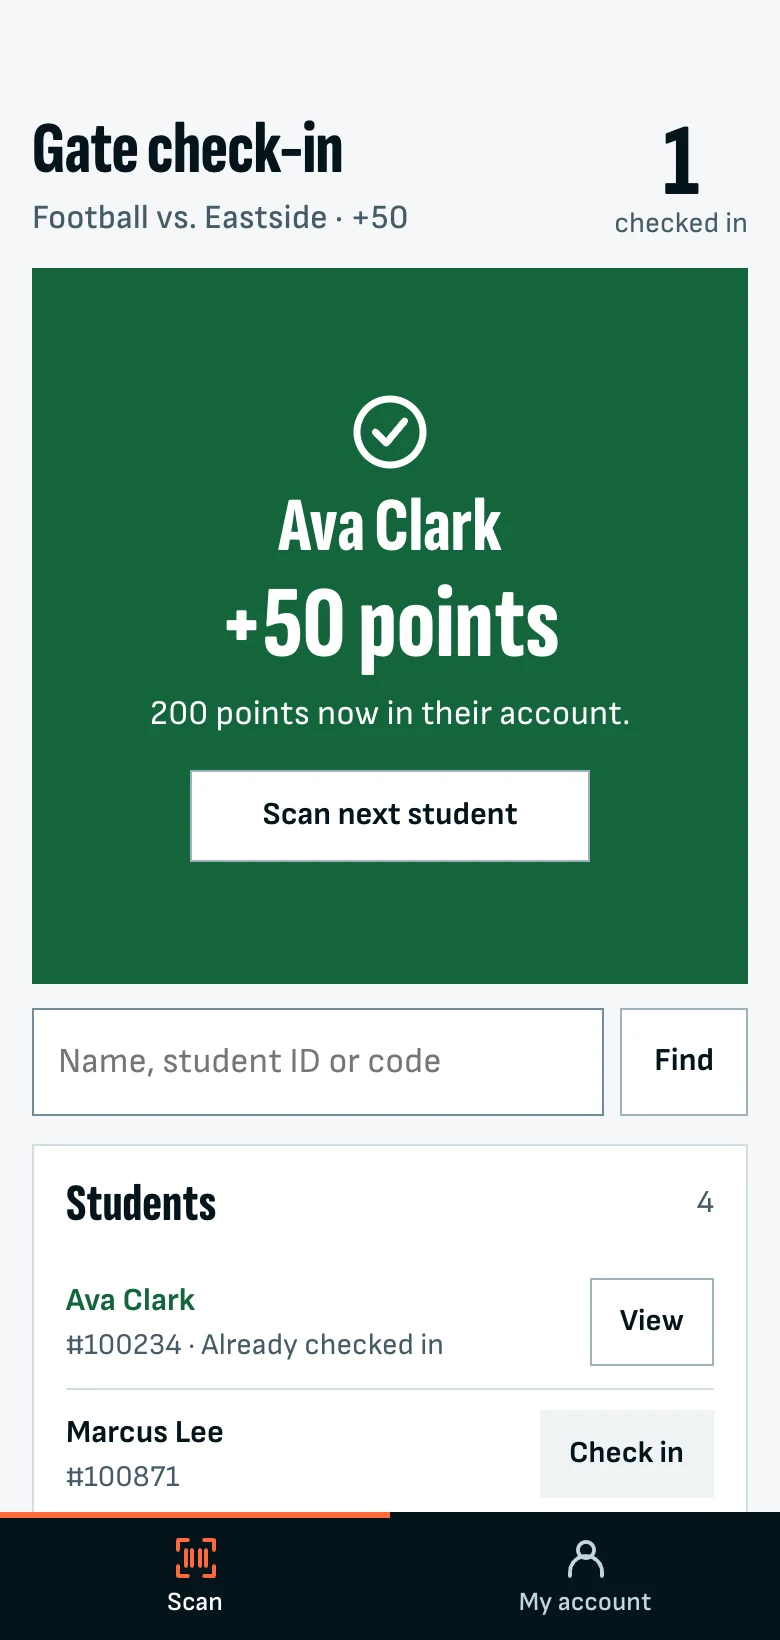 Gate check-in
Football vs. Eastside · +50
1
checked in
Ava Clark
+50 points
200 points now in their account.
Scan next student
Name, student ID or code
Find
Students
4
Ava Clark
#100234 · Already checked in
View
Marcus Lee
#100871
Check in
Scan
My account